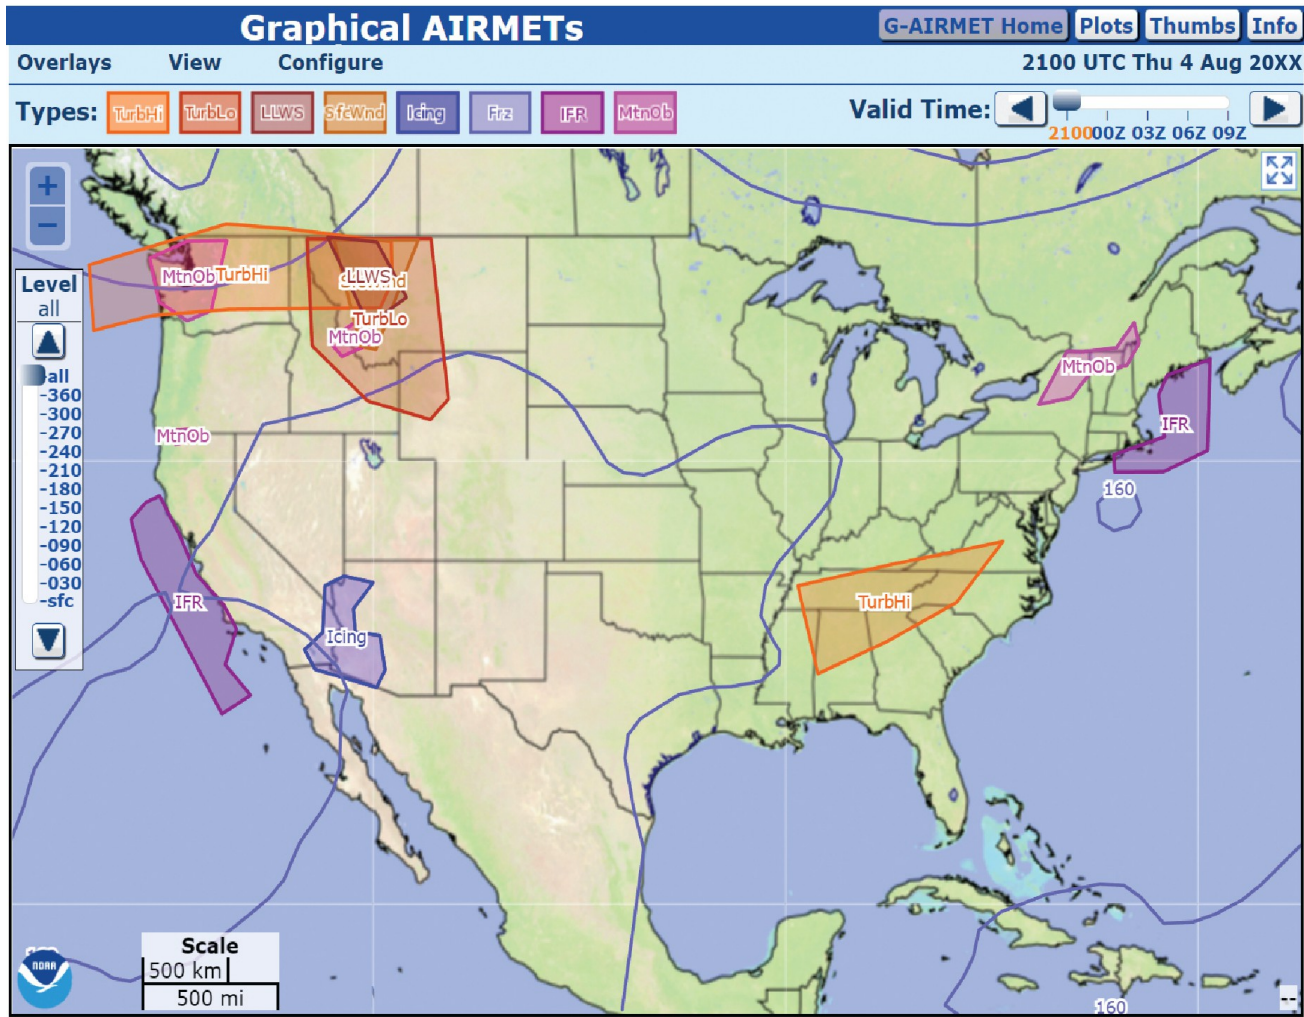 Graphical AIRMETs
G-AIRMET Home Plots Thumbs Info
Overlays View Configure 2100 UTC Thu 4 Aug 20XX
Types: TurbHi TurbLo LLWS SfcWnd Icing Frz IFR MtnOb Valid Time:
2100 00Z 03Z 06Z 09Z
+
−
Level
all
all
-360
-300
-270
-240
-210
-180
-150
-120
-090
-060
-030
-sfc
MtnOb TurbHi
LLWS
TurbLo
MtnOb
MtnOb
MtnOb
IFR
160
IFR
Icing
TurbHi
NOAA
Scale
500 km
500 mi
160
--